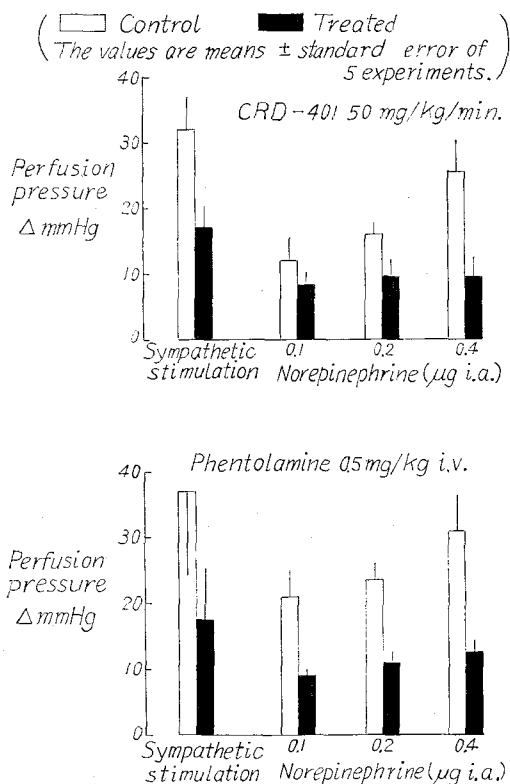 Control Treated
(The values are means ± standard error of
5 experiments.)
CRD-401 50 mg/kg/min.
Perfusion
pressure
Δ mmHg
40
30
20
10
0
Sympathetic
stimulation
0.1 0.2 0.4
Norepinephrine (μg i.a.)
Phentolamine 0.5mg/kg i.v.
Perfusion
pressure
Δ mmHg
40
30
20
10
0
Sympathetic
stimulation
0.1 0.2 0.4
Norepinephrine (μg i.a.)